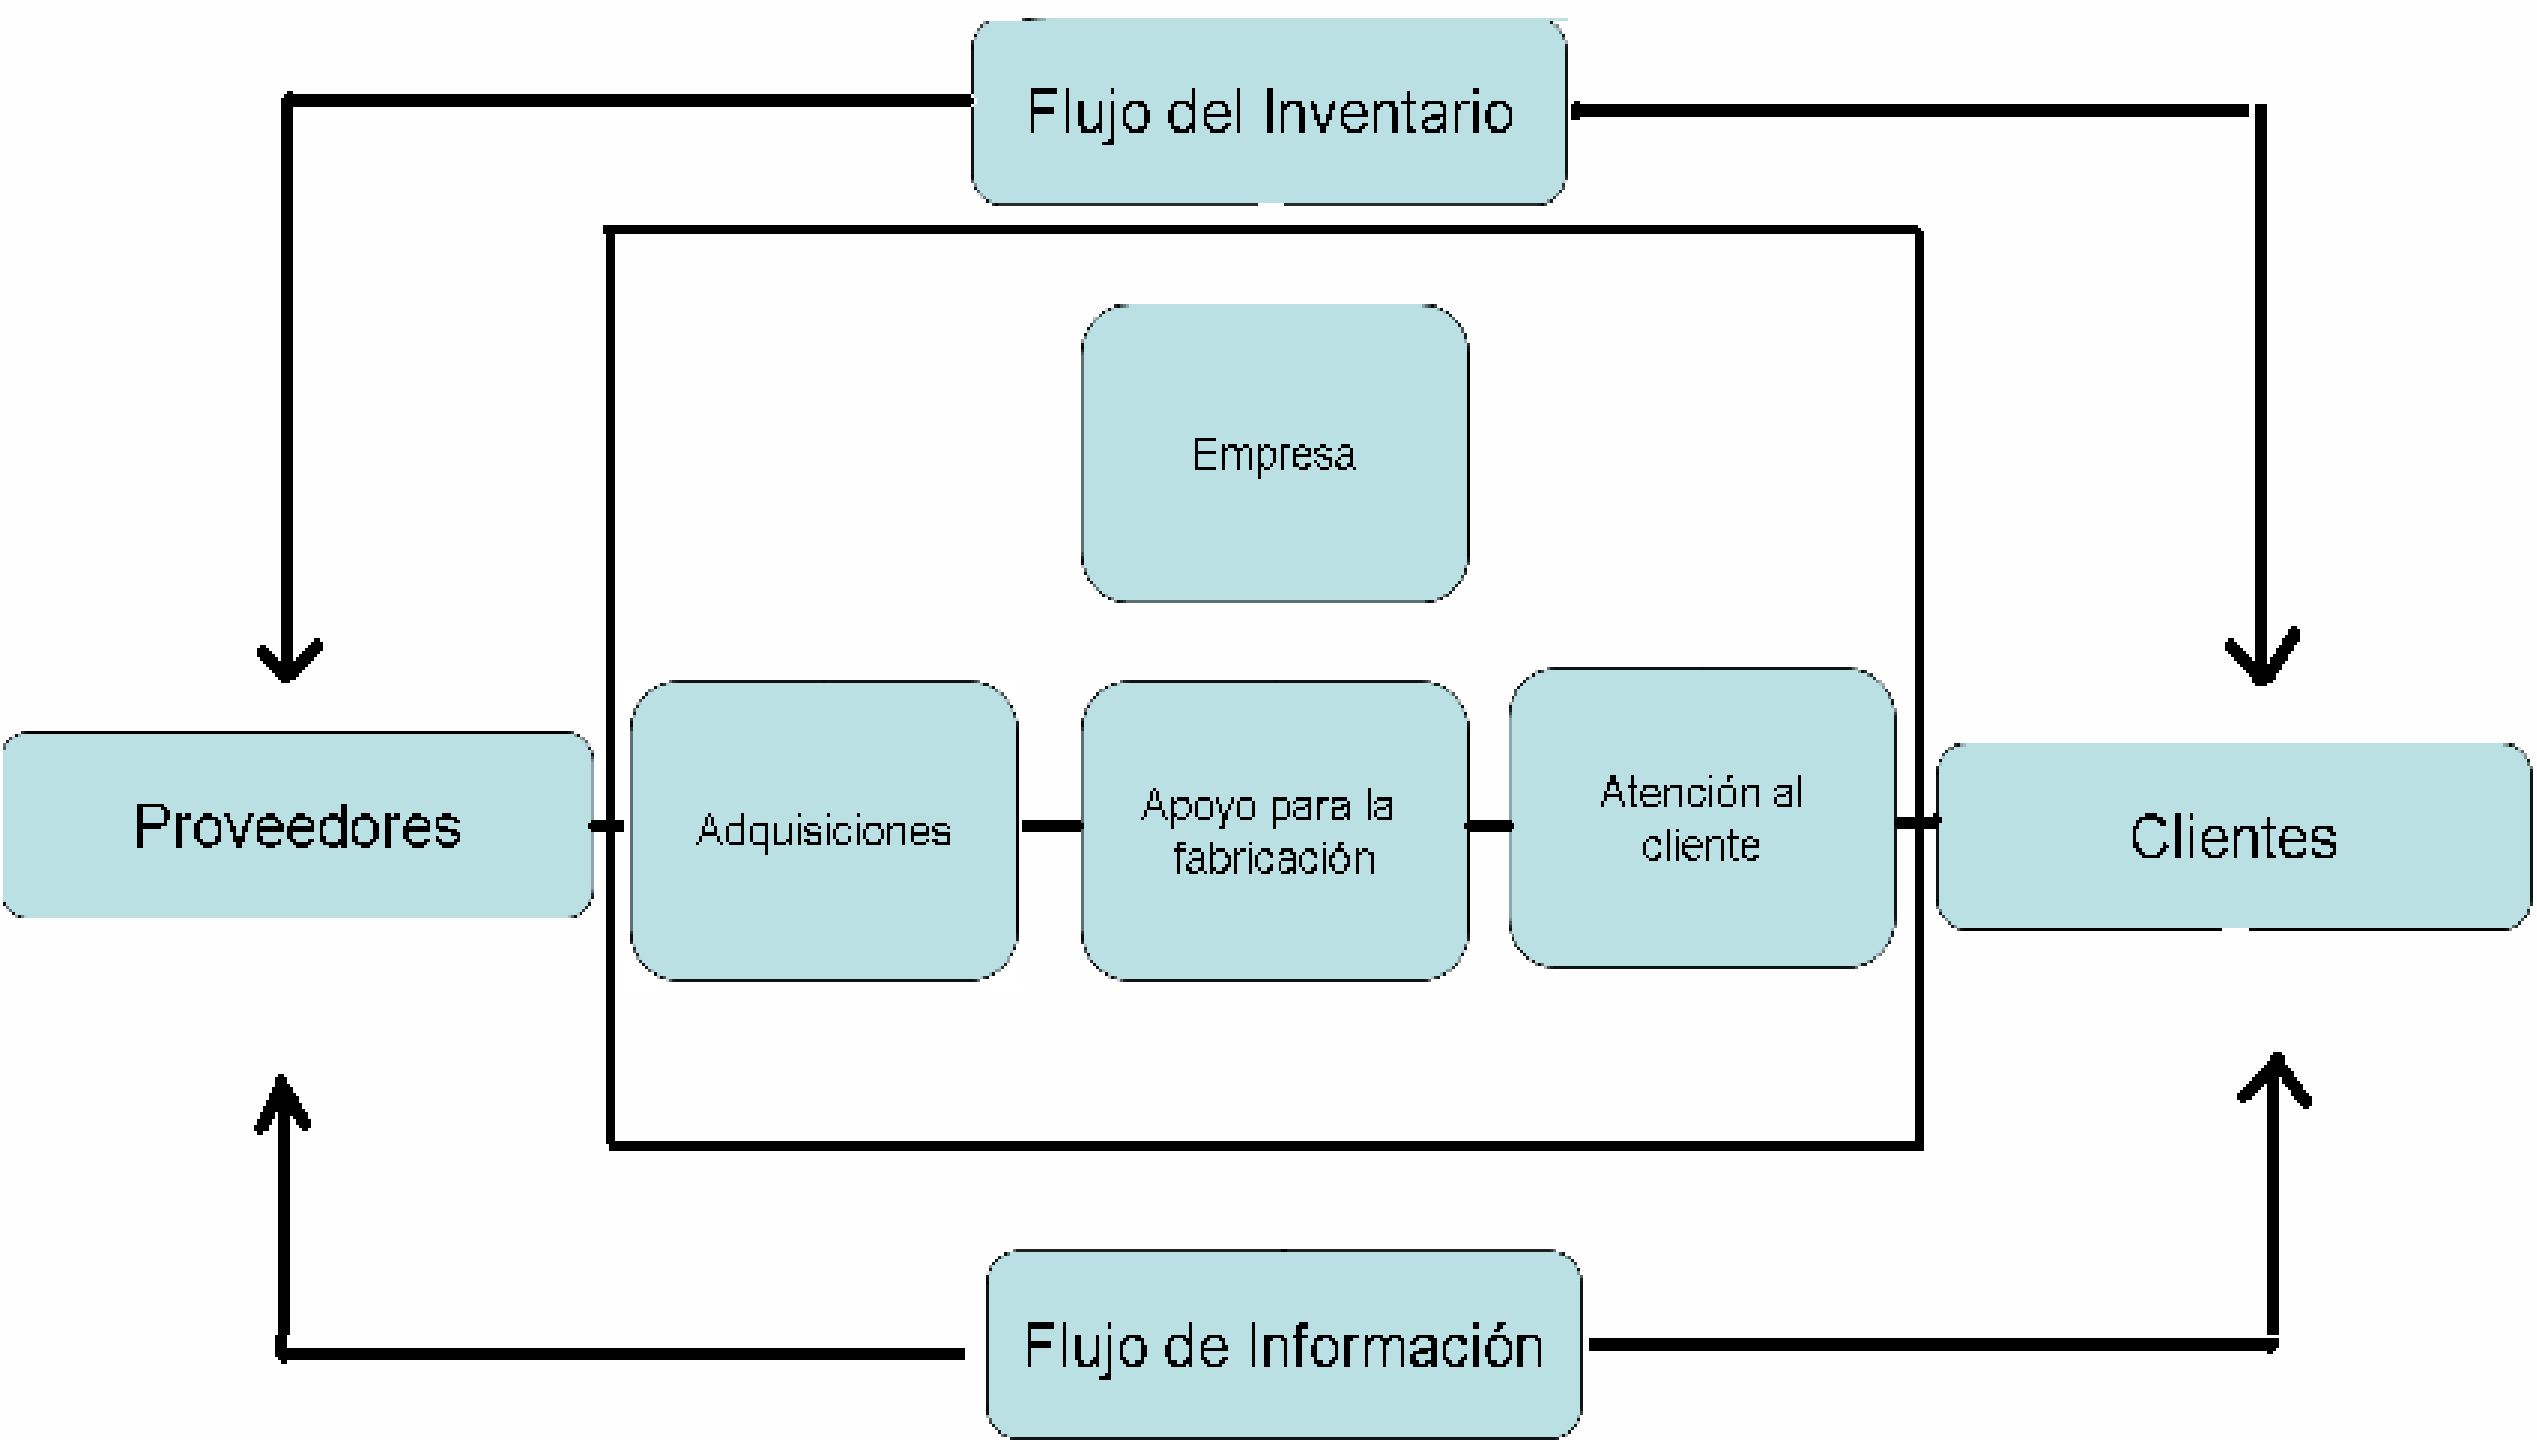 Flujo del Inventario
Empresa
Proveedores
Adquisiciones
Apoyo para la
fabricación
Atención al
cliente
Clientes
Flujo de Información